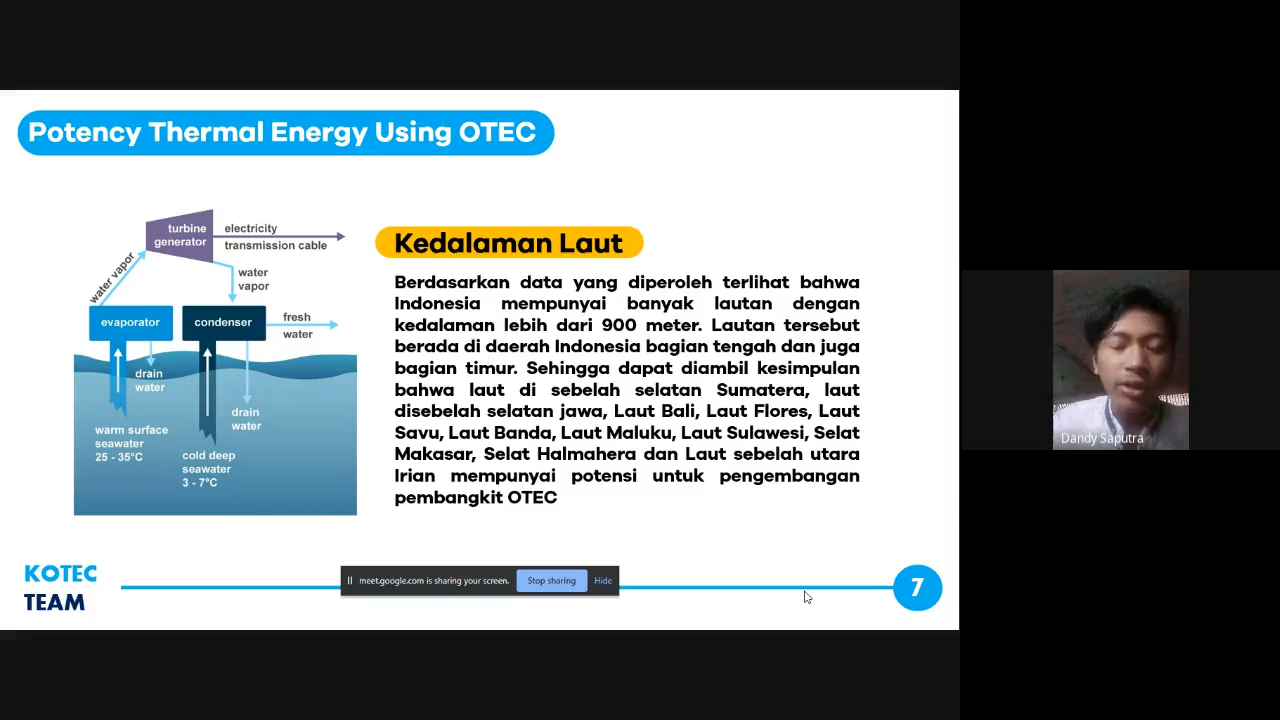 Potency Thermal Energy Using OTEC
turbine
generator
electricity
transmission cable
water vapor
water
vapor
evaporator
condenser
fresh
water
drain
water
drain
water
warm surface
seawater
25 - 35°C
cold deep
seawater
3 - 7°C
Kedalaman Laut
Berdasarkan data yang diperoleh terlihat bahwa
Indonesia mempunyai banyak lautan dengan
kedalaman lebih dari 900 meter. Lautan tersebut
berada di daerah Indonesia bagian tengah dan juga
bagian timur. Sehingga dapat diambil kesimpulan
bahwa laut di sebelah selatan Sumatera, laut
disebelah selatan jawa, Laut Bali, Laut Flores, Laut
Savu, Laut Banda, Laut Maluku, Laut Sulawesi, Selat
Makasar, Selat Halmahera dan Laut sebelah utara
Irian mempunyai potensi untuk pengembangan
pembangkit OTEC
KOTEC
TEAM
meet.google.com is sharing your screen.
Stop sharing
Hide
7
Dandy Saputra